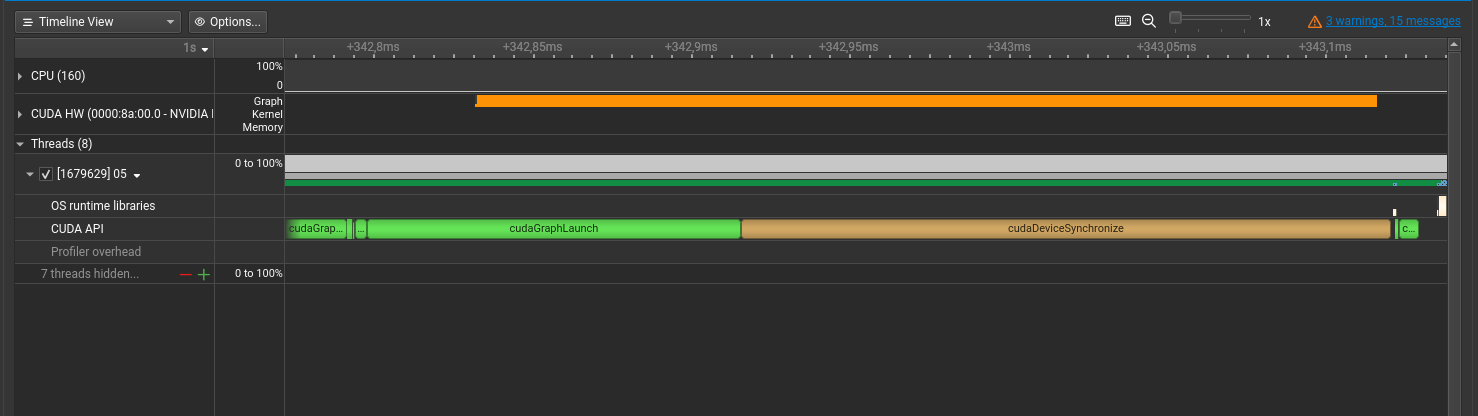 Timeline View Options... 1x 3 warnings, 15 messages
1s +342,8ms +342,85ms +342,9ms +342,95ms +343ms +343,05ms +343,1ms
CPU (160) 100%
0
CUDA HW (0000:8a:00.0 - NVIDIA Graph
Kernel
Memory
Threads (8)
[1679629] 05 0 to 100%
OS runtime libraries
CUDA API cudaGrap... ... cudaGraphLaunch cudaDeviceSynchronize c...
Profiler overhead
7 threads hidden... 0 to 100%